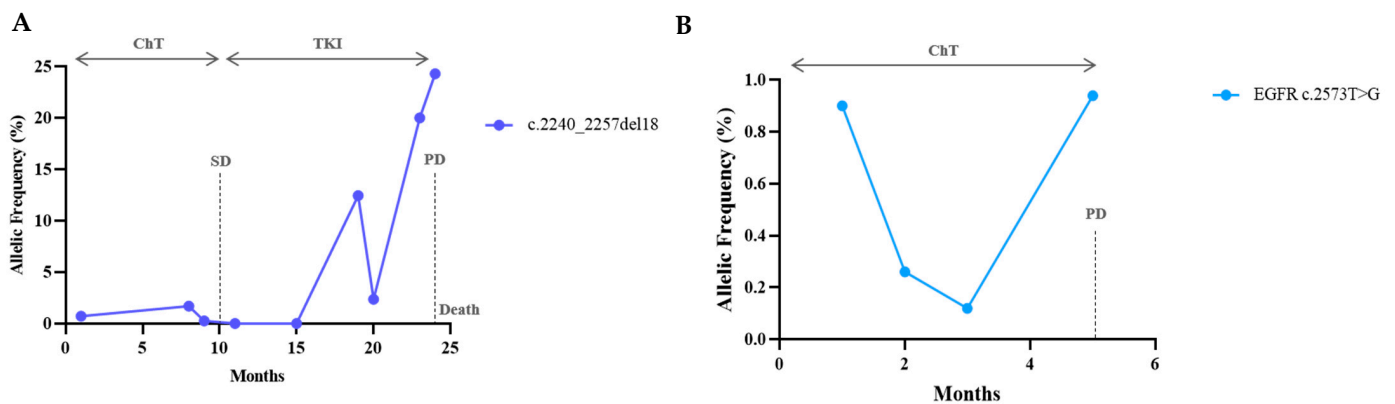 A
ChT
TKI
25
20
15
10
5
0
Allelic Frequency (%)
SD
PD
Death
0 5 10 15 20 25
Months
c.2240_2257del18
B
ChT
1.0
0.8
0.6
0.4
0.2
0.0
Allelic Frequency (%)
PD
0 2 4 6
Months
EGFR c.2573T>G